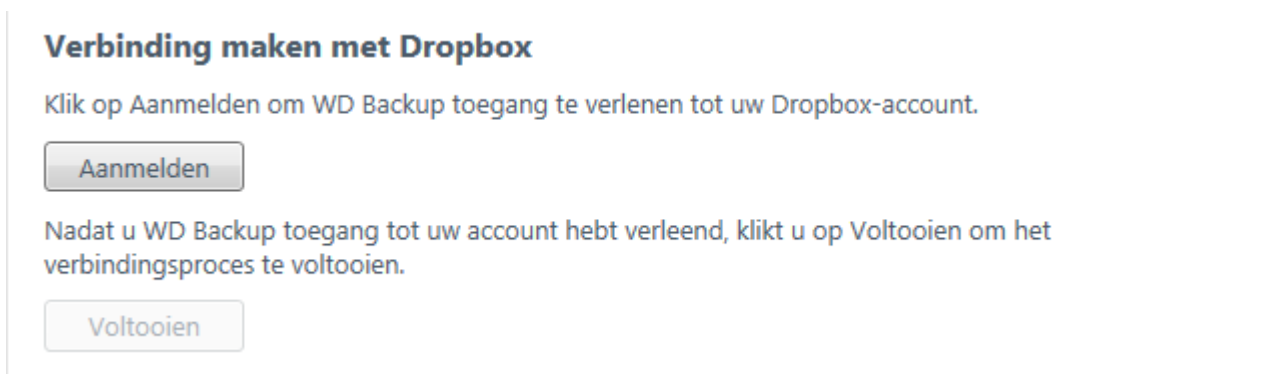 Verbinding maken met Dropbox
Klik op Aanmelden om WD Backup toegang te verlenen tot uw Dropbox-account.
Aanmelden
Nadat u WD Backup toegang tot uw account hebt verleend, klikt u op Voltooien om het
verbindingsproces te voltooien.
Voltooien